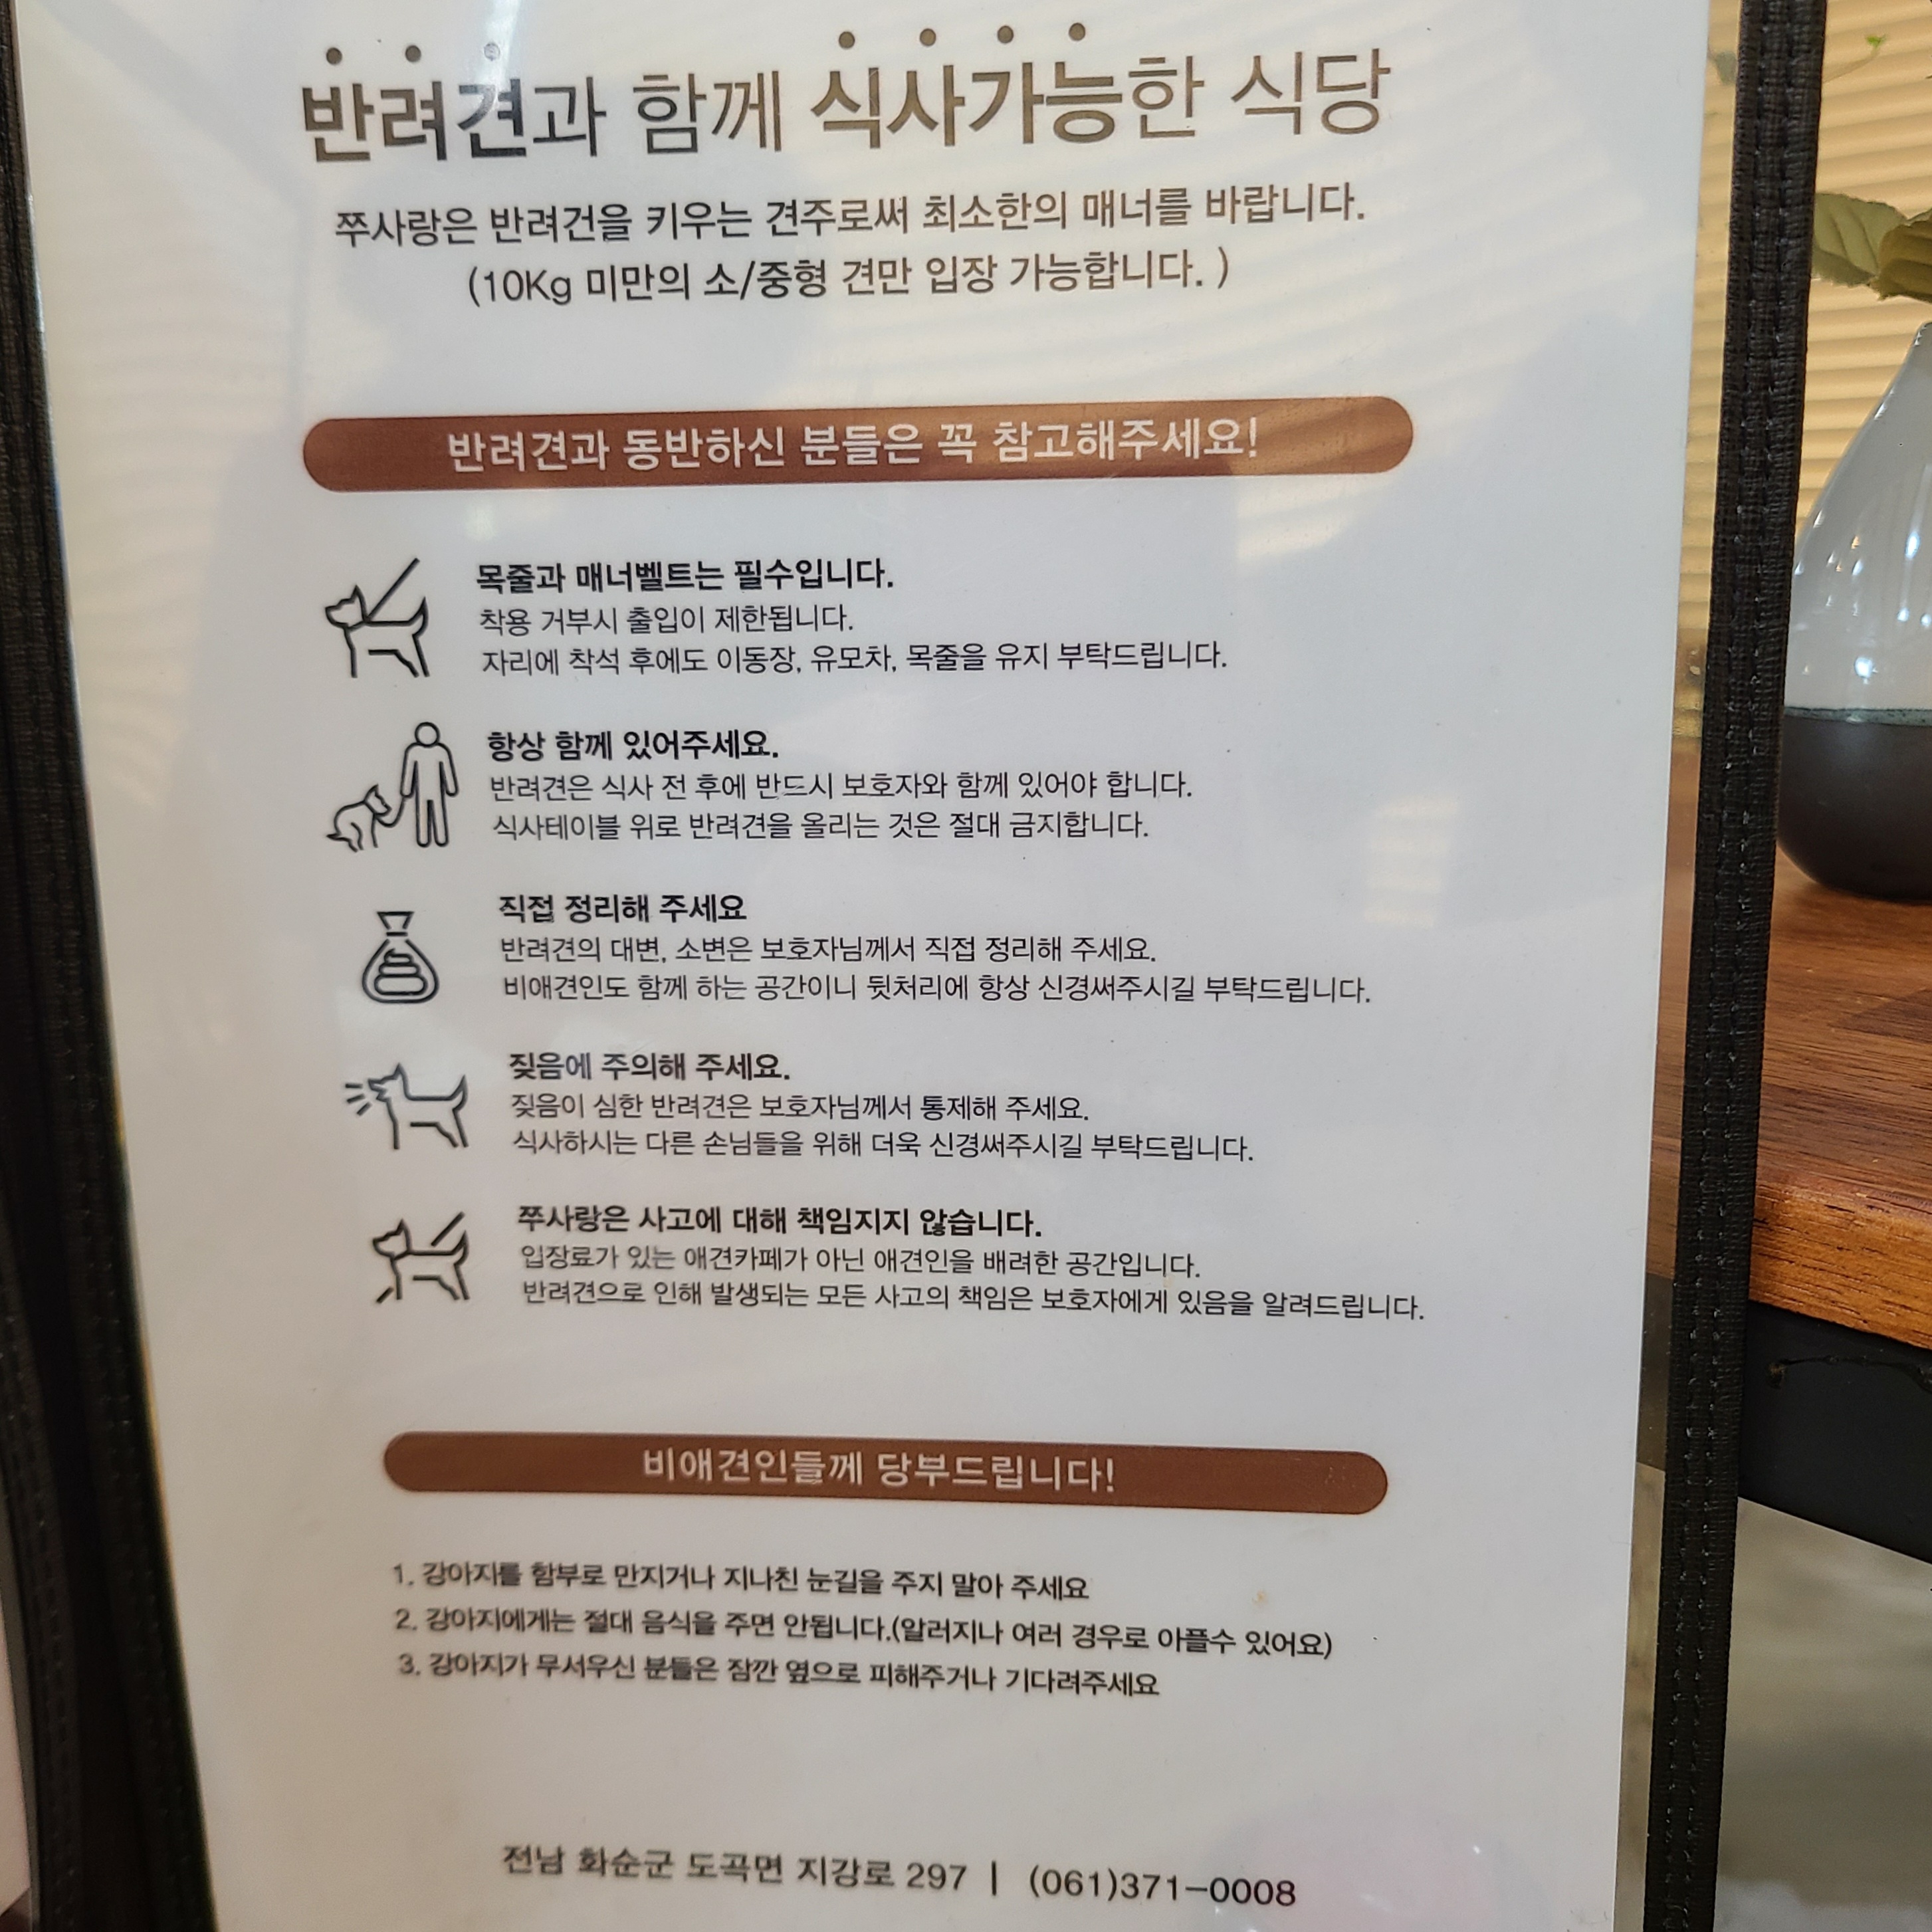 반려견과 함께 식사가능한 식당
쭈사랑은 반려건을 키우는 견주로써 최소한의 매너를 바랍니다.
(10Kg 미만의 소/중형 견만 입장 가능합니다. )
반려견과 동반하신 분들은 꼭 참고해주세요!
목줄과 매너벨트는 필수입니다.
착용 거부시 출입이 제한됩니다.
자리에 착석 후에도 이동장, 유모차, 목줄을 유지 부탁드립니다.
항상 함께 있어주세요.
반려견은 식사 전 후에 반드시 보호자와 함께 있어야 합니다.
식사테이블 위로 반려견을 올리는 것은 절대 금지합니다.
직접 정리해 주세요
반려견의 대변, 소변은 보호자님께서 직접 정리해 주세요.
비애견인도 함께 하는 공간이니 뒷처리에 항상 신경써주시길 부탁드립니다.
짖음에 주의해 주세요.
짖음이 심한 반려견은 보호자님께서 통제해 주세요.
식사하시는 다른 손님들을 위해 더욱 신경써주시길 부탁드립니다.
쭈사랑은 사고에 대해 책임지지 않습니다.
입장료가 있는 애견카페가 아닌 애견인을 배려한 공간입니다.
반려견으로 인해 발생되는 모든 사고의 책임은 보호자에게 있음을 알려드립니다.
비애견인들께 당부드립니다!
1. 강아지를 함부로 만지거나 지나친 눈길을 주지 말아 주세요
2. 강아지에게는 절대 음식을 주면 안됩니다.(알러지나 여러 경우로 아플수 있어요)
3. 강아지가 무서우신 분들은 잠깐 옆으로 피해주거나 기다려주세요
전남 화순군 도곡면 지강로 297 | (061)371-0008